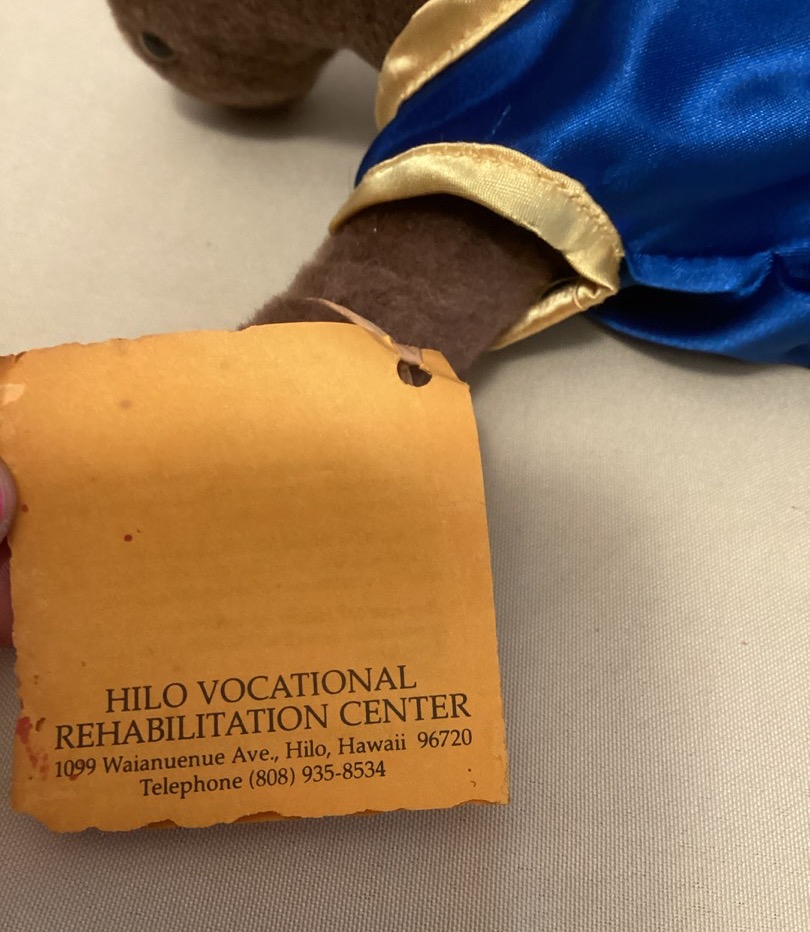 HILO VOCATIONAL
REHABILITATION CENTER
1099 Waianuenue Ave., Hilo, Hawaii 96720
Telephone (808) 935-8534